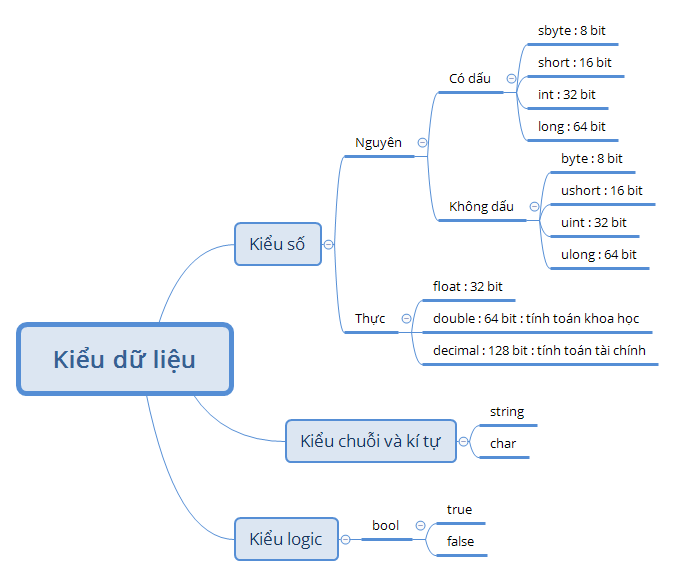 sbyte : 8 bit
short : 16 bit
Có dấu
int : 32 bit
long : 64 bit
Nguyên
byte : 8 bit
ushort : 16 bit
Không dấu
uint : 32 bit
ulong : 64 bit
Kiểu số
float : 32 bit
Thực
double : 64 bit : tính toán khoa học
decimal : 128 bit : tính toán tài chính
Kiểu dữ liệu
string
Kiểu chuỗi và kí tự
char
true
bool
Kiểu logic
false